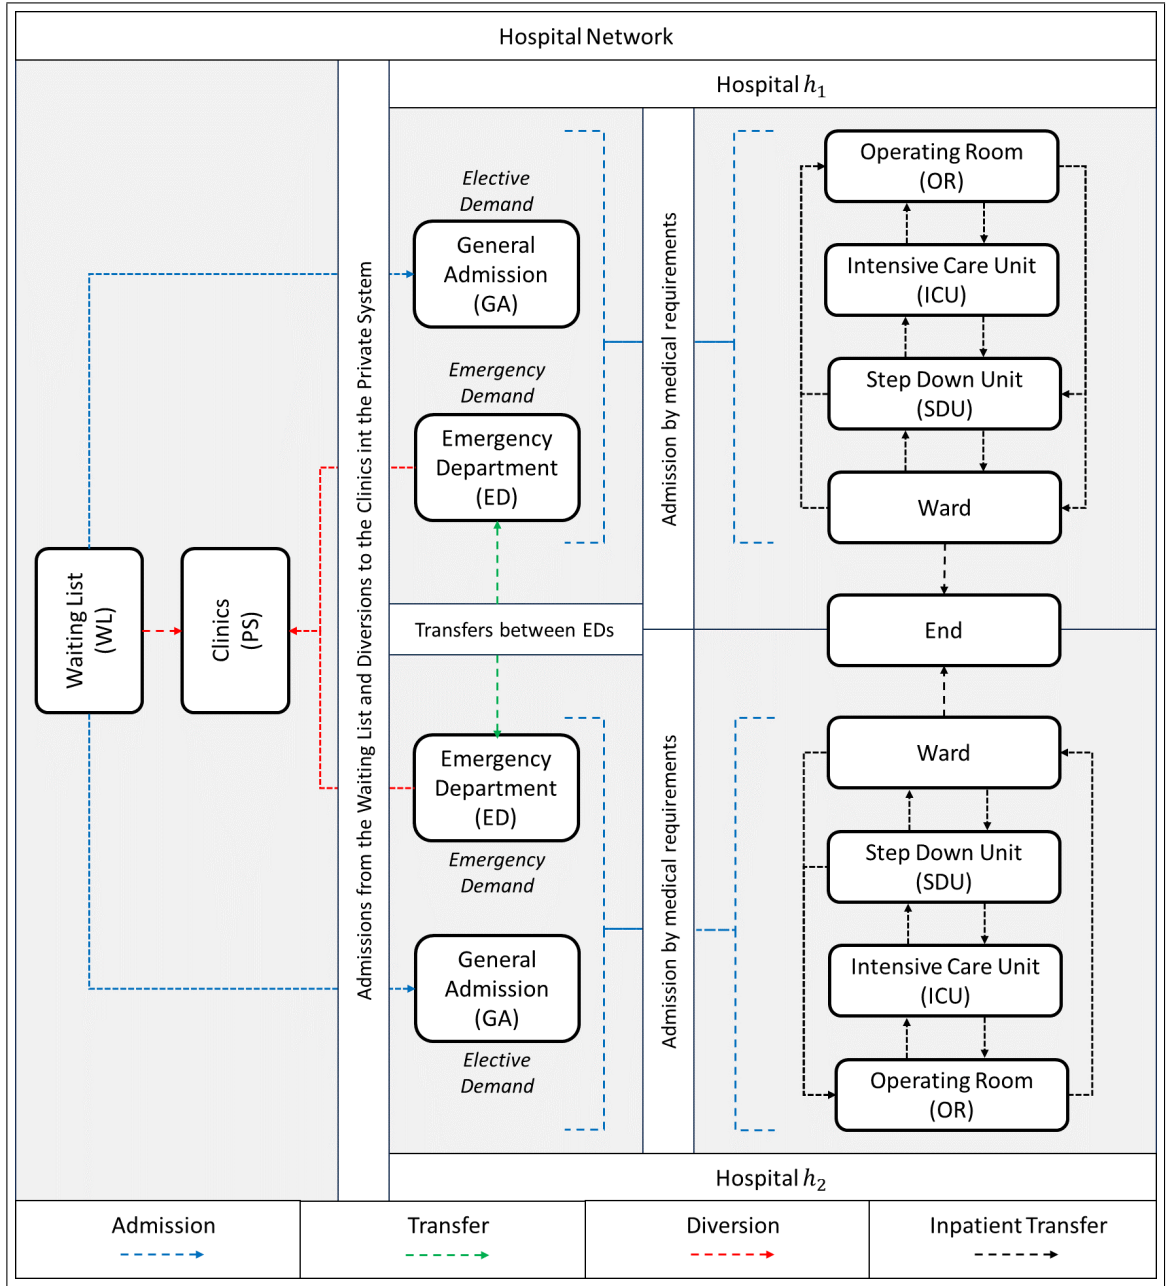 Hospital Network
Hospital h₁
Elective
Demand
General
Admission
(GA)
Emergency
Demand
Emergency
Department
(ED)
Waiting List
(WL)
Clinics
(PS)
Admissions from the Waiting List and Diversions to the Clinics int the Private System
Transfers between EDs
Emergency
Department
(ED)
Emergency
Demand
General
Admission
(GA)
Elective
Demand
Admission by medical requirements
Admission by medical requirements
Operating Room
(OR)
Intensive Care Unit
(ICU)
Step Down Unit
(SDU)
Ward
End
Ward
Step Down Unit
(SDU)
Intensive Care Unit
(ICU)
Operating Room
(OR)
Hospital h₂
Admission
Transfer
Diversion
Inpatient Transfer